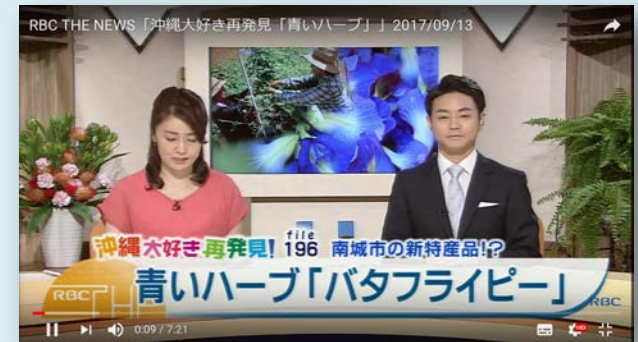 RBC THE NEWS「沖縄大好き再発見「青いハーブ」」2017/09/13
沖縄大好き再発見! file 196 南城市の新特産品!?
青いハーブ「バタフライピー」
RBC THE
RBC
0:09 / 7:21
HD